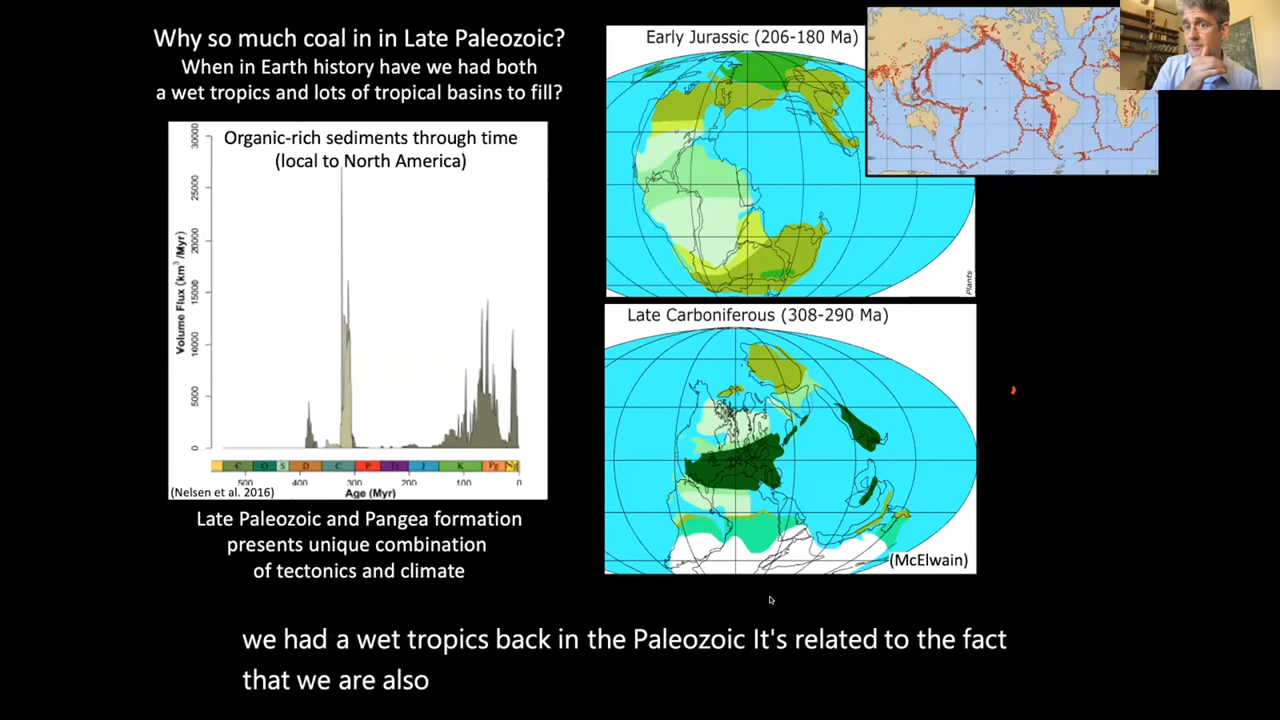 Why so much coal in in Late Paleozoic?
When in Earth history have we had both
a wet tropics and lots of tropical basins to fill?
Organic-rich sediments through time
(local to North America)
Volume Flux (km³/Myr)
30000
25000
20000
15000
10000
5000
0
C O S D C P Tr J K Pg Ng
500 400 300 200 100 0
Age (Myr)
(Nelsen et al. 2016)
Late Paleozoic and Pangea formation
presents unique combination
of tectonics and climate
Early Jurassic (206-180 Ma)
Plants
Late Carboniferous (308-290 Ma)
(McElwain)
we had a wet tropics back in the Paleozoic It's related to the fact
that we are also